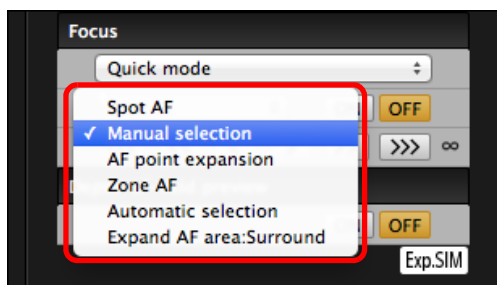 Focus
Quick mode
Spot AF
OFF
✓ Manual selection
>>> ∞
AF point expansion
Zone AF
Automatic selection
OFF
Expand AF area:Surround
Exp.SIM